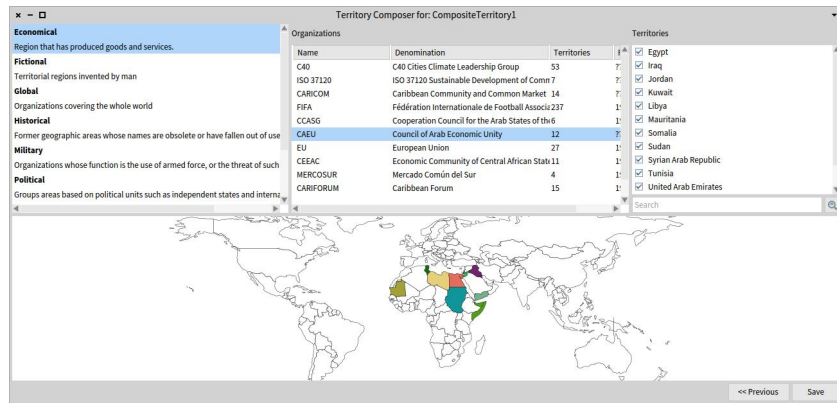 Territory Composer for: CompositeTerritory1
Economical
Region that has produced goods and services.
Fictional
Territorial regions invented by man
Global
Organizations covering the whole world
Historical
Former geographic areas whose names are obsolete or have fallen out of use
Military
Organizations whose function is the use of armed force, or the threat of such
Political
Groups areas based on political units such as independent states and interna
Organizations
Name Denomination Territories
C40 C40 Cities Climate Leadership Group 53
ISO 37120 ISO 37120 Sustainable Development of Comm 7
CARICOM Caribbean Community and Common Market 14
FIFA Fédération Internationale de Football Associa 237
CCASG Cooperation Council for the Arab States of the 6
CAEU Council of Arab Economic Unity 12
EU European Union 27
CEEAC Economic Community of Central African Stat 11
MERCOSUR Mercado Común del Sur 4
CARIFORUM Caribbean Forum 15
Territories
Egypt
Iraq
Jordan
Kuwait
Libya
Mauritania
Somalia
Sudan
Syrian Arab Republic
Tunisia
United Arab Emirates
Search
<< Previous Save